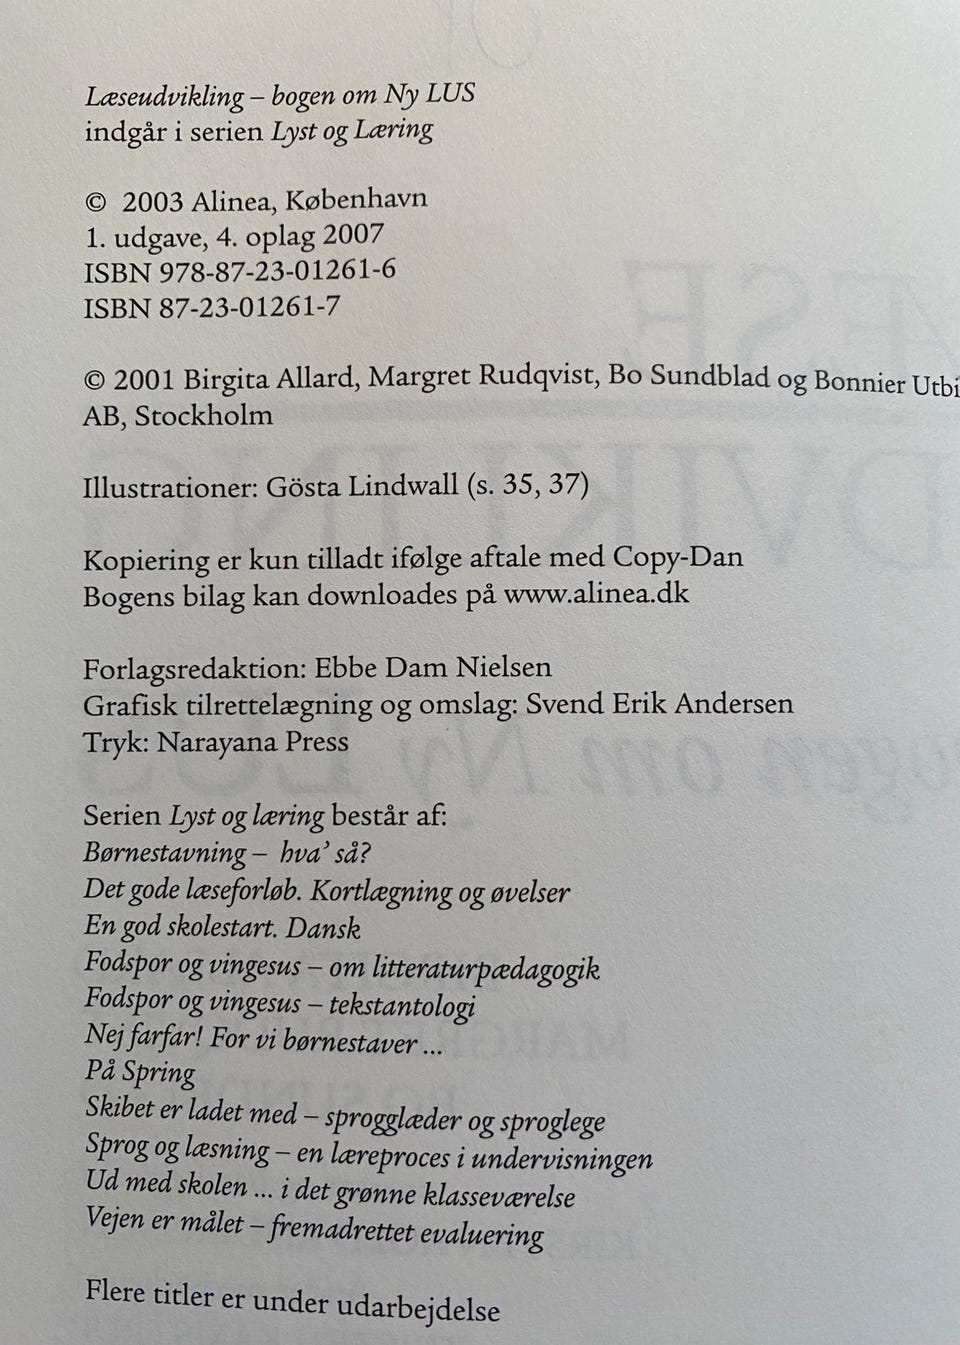 Læseudvikling – bogen om Ny LUS
indgår i serien Lyst og Læring
© 2003 Alinea, København
1. udgave, 4. oplag 2007
ISBN 978-87-23-01261-6
ISBN 87-23-01261-7
© 2001 Birgita Allard, Margret Rudqvist, Bo Sundblad og Bonnier Utbi
AB, Stockholm
Illustrationer: Gösta Lindwall (s. 35, 37)
Kopiering er kun tilladt ifølge aftale med Copy-Dan
Bogens bilag kan downloades på www.alinea.dk
Forlagsredaktion: Ebbe Dam Nielsen
Grafisk tilrettelægning og omslag: Svend Erik Andersen
Tryk: Narayana Press
Serien Lyst og læring består af:
Børnestavning – hva’ så?
Det gode læseforløb. Kortlægning og øvelser
En god skolestart. Dansk
Fodspor og vingesus – om litteraturpædagogik
Fodspor og vingesus – tekstantologi
Nej farfar! For vi børnestaver ...
På Spring
Skibet er ladet med – sprogglæder og sproglege
Sprog og læsning – en læreproces i undervisningen
Ud med skolen ... i det grønne klasseværelse
Vejen er målet – fremadrettet evaluering
Flere titler er under udarbejdelse